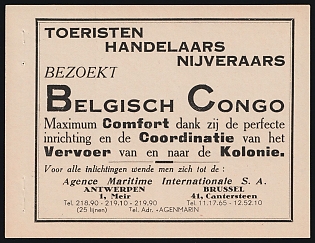 TOERISTEN
HANDELAARS
NIJVERAARS
BEZOEKT
BELGISCH CONGO
Maximum Comfort dank zij de perfecte
inrichting en de Coordinatie van het
Vervoer van en naar de Kolonie.
Voor alle inlichtingen wende men zich tot de:
Agence Maritime Internationale S. A.
ANTWERPEN BRUSSEL
1, Meir 41, Cantersteen
Tel. 218.90 - 219.10 - 219.90 Tel. 11.17.65 - 12.52.10
(25 lijnen) Tel. Adr. -AGENMARIN-